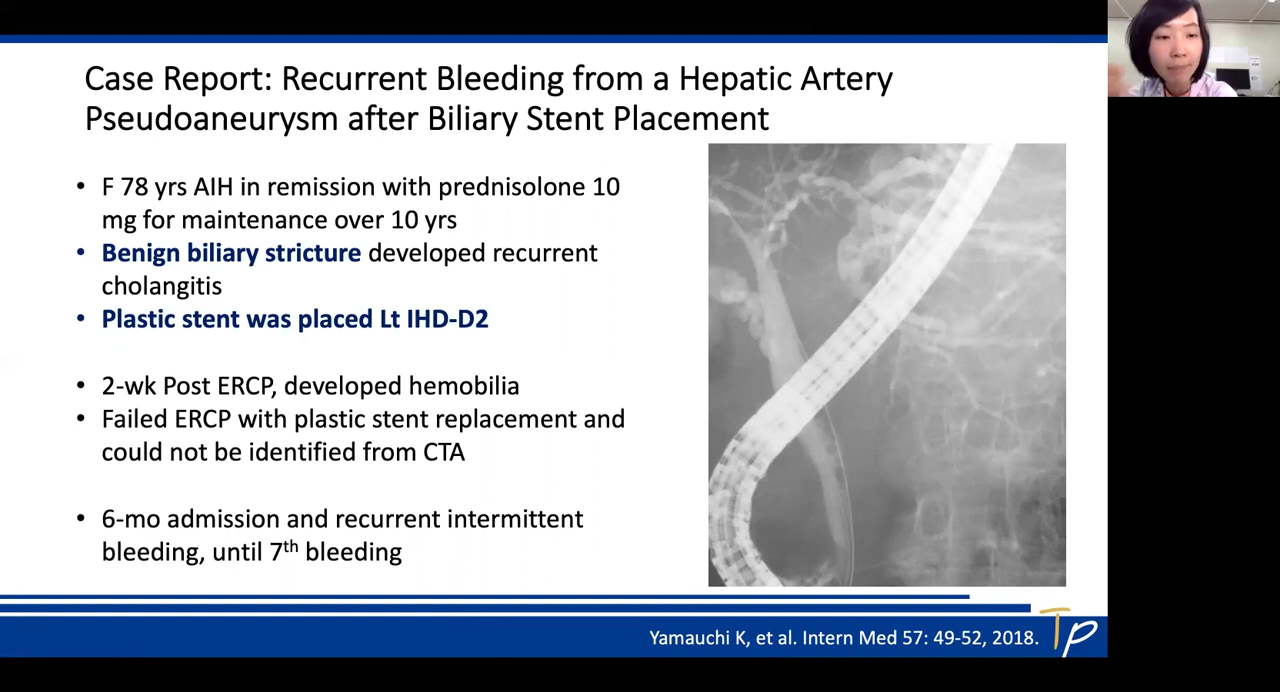 Case Report: Recurrent Bleeding from a Hepatic Artery
Pseudoaneurysm after Biliary Stent Placement
• F 78 yrs AIH in remission with prednisolone 10
mg for maintenance over 10 yrs
• Benign biliary stricture developed recurrent
cholangitis
• Plastic stent was placed Lt IHD-D2
• 2-wk Post ERCP, developed hemobilia
• Failed ERCP with plastic stent replacement and
could not be identified from CTA
• 6-mo admission and recurrent intermittent
bleeding, until 7th bleeding
Yamauchi K, et al. Intern Med 57: 49-52, 2018.
TP